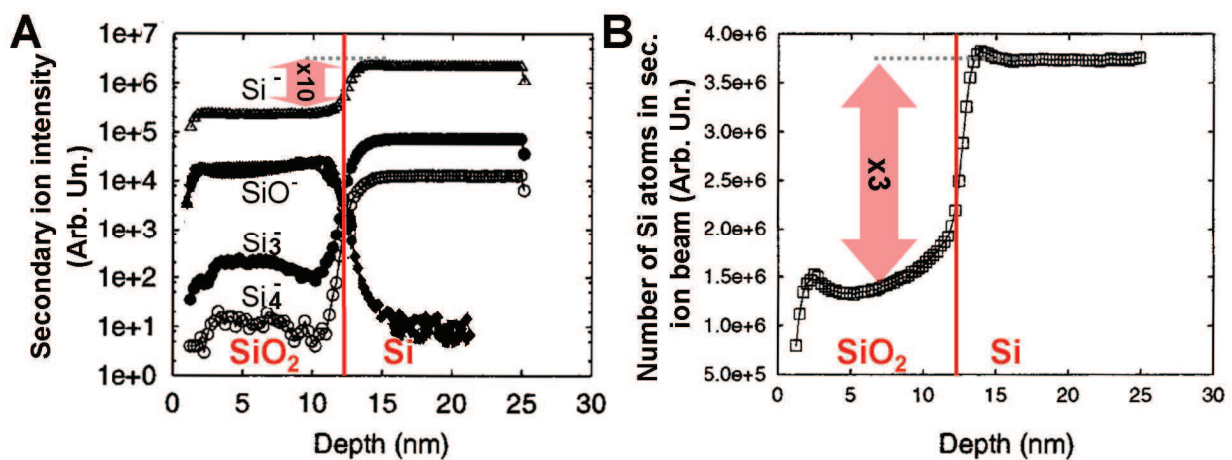 A
Secondary ion intensity
(Arb. Un.)
1e+7
1e+6
1e+5
1e+4
1e+3
1e+2
1e+1
1e+0
Si⁻
x10
SiO⁻
Si₃⁻
Si₄⁻
SiO₂
Si
0
5
10
15
20
25
30
Depth (nm)
B
Number of Si atoms in sec.
ion beam (Arb. Un.)
4.0e+6
3.5e+6
3.0e+6
2.5e+6
2.0e+6
1.5e+6
1.0e+6
5.0e+5
x3
SiO₂
Si
0
5
10
15
20
25
30
Depth (nm)